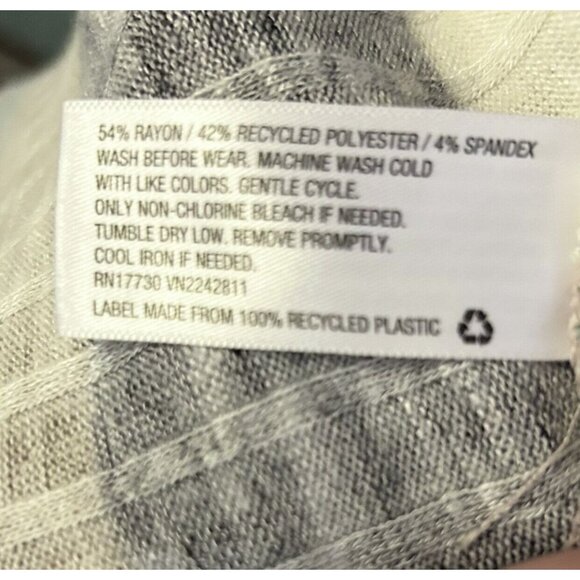 54% RAYON / 42% RECYCLED POLYESTER / 4% SPANDEX
WASH BEFORE WEAR. MACHINE WASH COLD
WITH LIKE COLORS. GENTLE CYCLE.
ONLY NON-CHLORINE BLEACH IF NEEDED.
TUMBLE DRY LOW. REMOVE PROMPTLY.
COOL IRON IF NEEDED.
RN17730 VN2242811
LABEL MADE FROM 100% RECYCLED PLASTIC